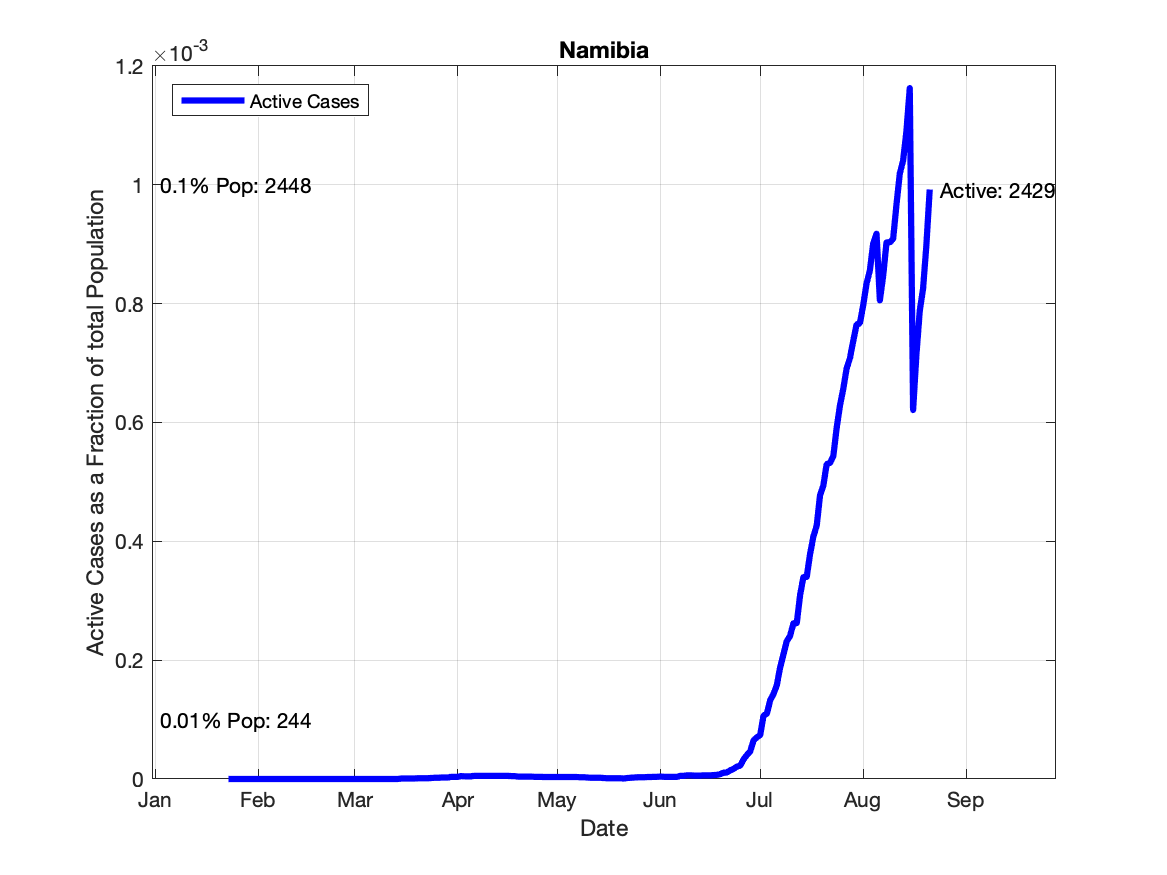 Namibia
×10-3
1.2
Active Cases
1
0.1% Pop: 2448
Active: 2429
0.8
0.6
0.4
0.2
0.01% Pop: 244
0
Active Cases as a Fraction of total Population
Jan Feb Mar Apr May Jun Jul Aug Sep
Date